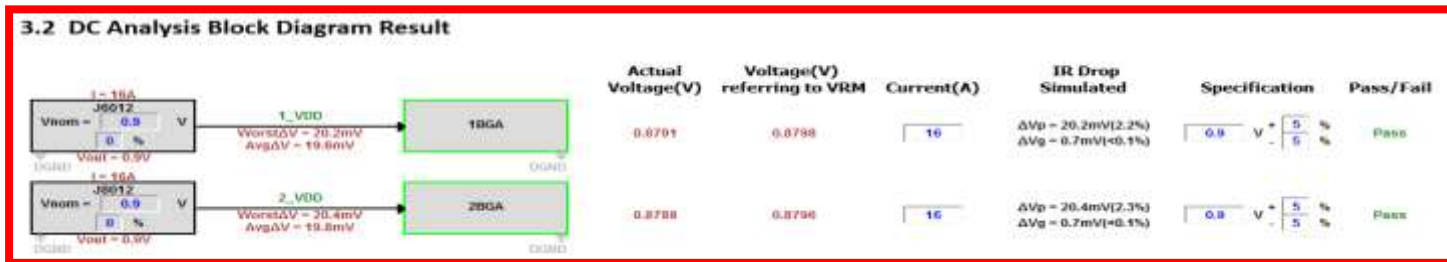 3.2 DC Analysis Block Diagram Result
Actual Voltage(V) Voltage(V) referring to VRM Current(A) IR Drop Simulated Specification Pass/Fail
I = 16A
J6012
Vnom = 0.9 V
0 %
Vout = 0.9V
DGND
1_VDD
WorstΔV = 20.2mV
AvgΔV = 19.6mV
1BGA
DGND
0.8791 0.8798 16
ΔVp = 20.2mV(2.2%)
ΔVg = 0.7mV(<0.1%)
0.9 V + 5 %
- 5 %
Pass
I = 16A
J8012
Vnom = 0.9 V
0 %
Vout = 0.9V
DGND
2_VDD
WorstΔV = 20.4mV
AvgΔV = 19.8mV
2BGA
DGND
0.8788 0.8796 16
ΔVp = 20.4mV(2.3%)
ΔVg = 0.7mV(<0.1%)
0.9 V + 5 %
- 5 %
Pass